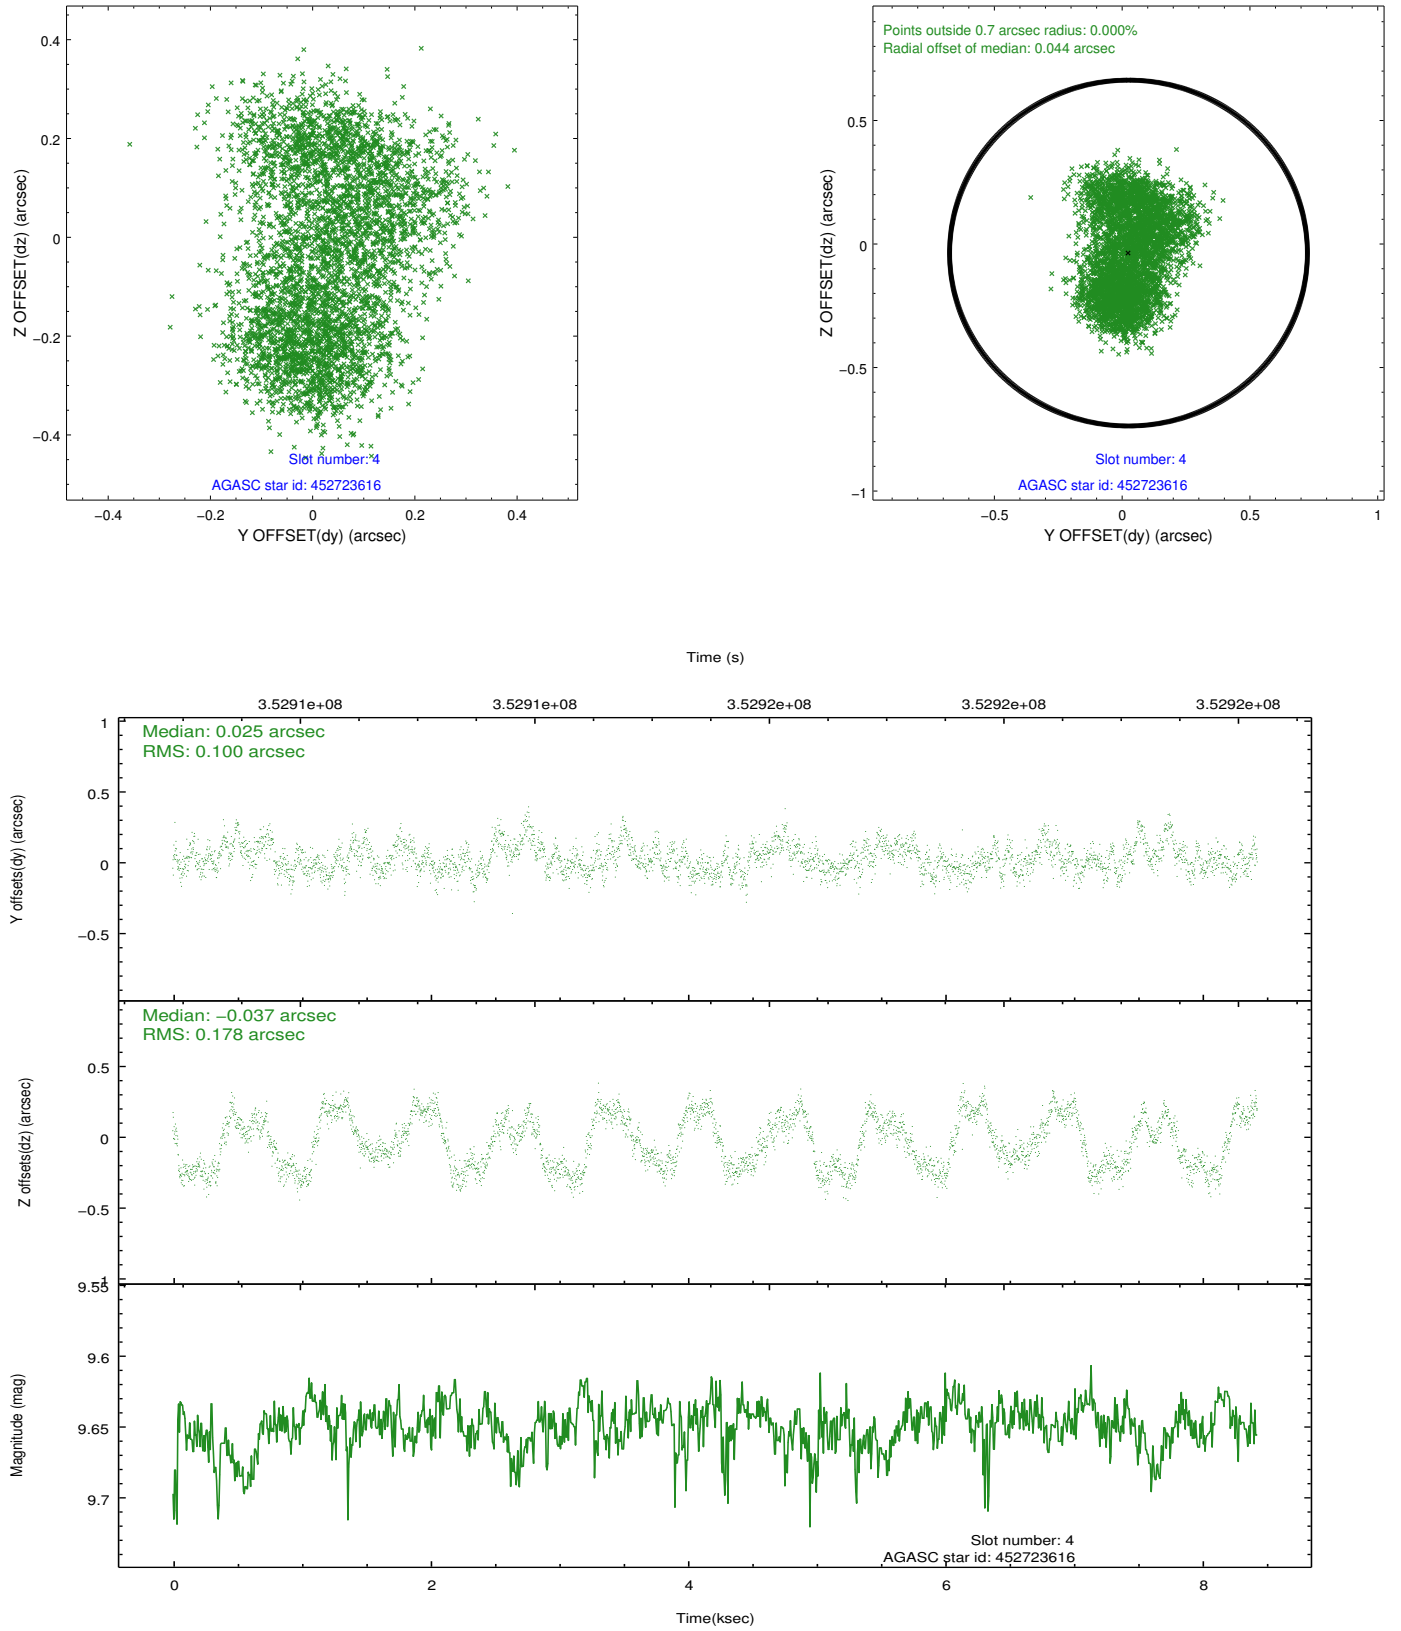 0.4
0.2
0
−0.2
−0.4
Z OFFSET(dz) (arcsec)
Slot number: 4
AGASC star id: 452723616
−0.4 −0.2 0 0.2 0.4
Y OFFSET(dy) (arcsec)
Points outside 0.7 arcsec radius: 0.000%
Radial offset of median: 0.044 arcsec
0.5
0
−0.5
−1
Z OFFSET(dz) (arcsec)
Slot number: 4
AGASC star id: 452723616
−0.5 0 0.5 1
Y OFFSET(dy) (arcsec)
Time (s)
3.5291e+08 3.5291e+08 3.5292e+08 3.5292e+08 3.5292e+08
Median: 0.025 arcsec
RMS: 0.100 arcsec
1
0.5
0
−0.5
Y offsets(dy) (arcsec)
Median: −0.037 arcsec
RMS: 0.178 arcsec
0.5
0
−0.5
Z offsets(dz) (arcsec)
9.55
9.6
9.65
9.7
Magnitude (mag)
Slot number: 4
AGASC star id: 452723616
0 2 4 6 8
Time(ksec)